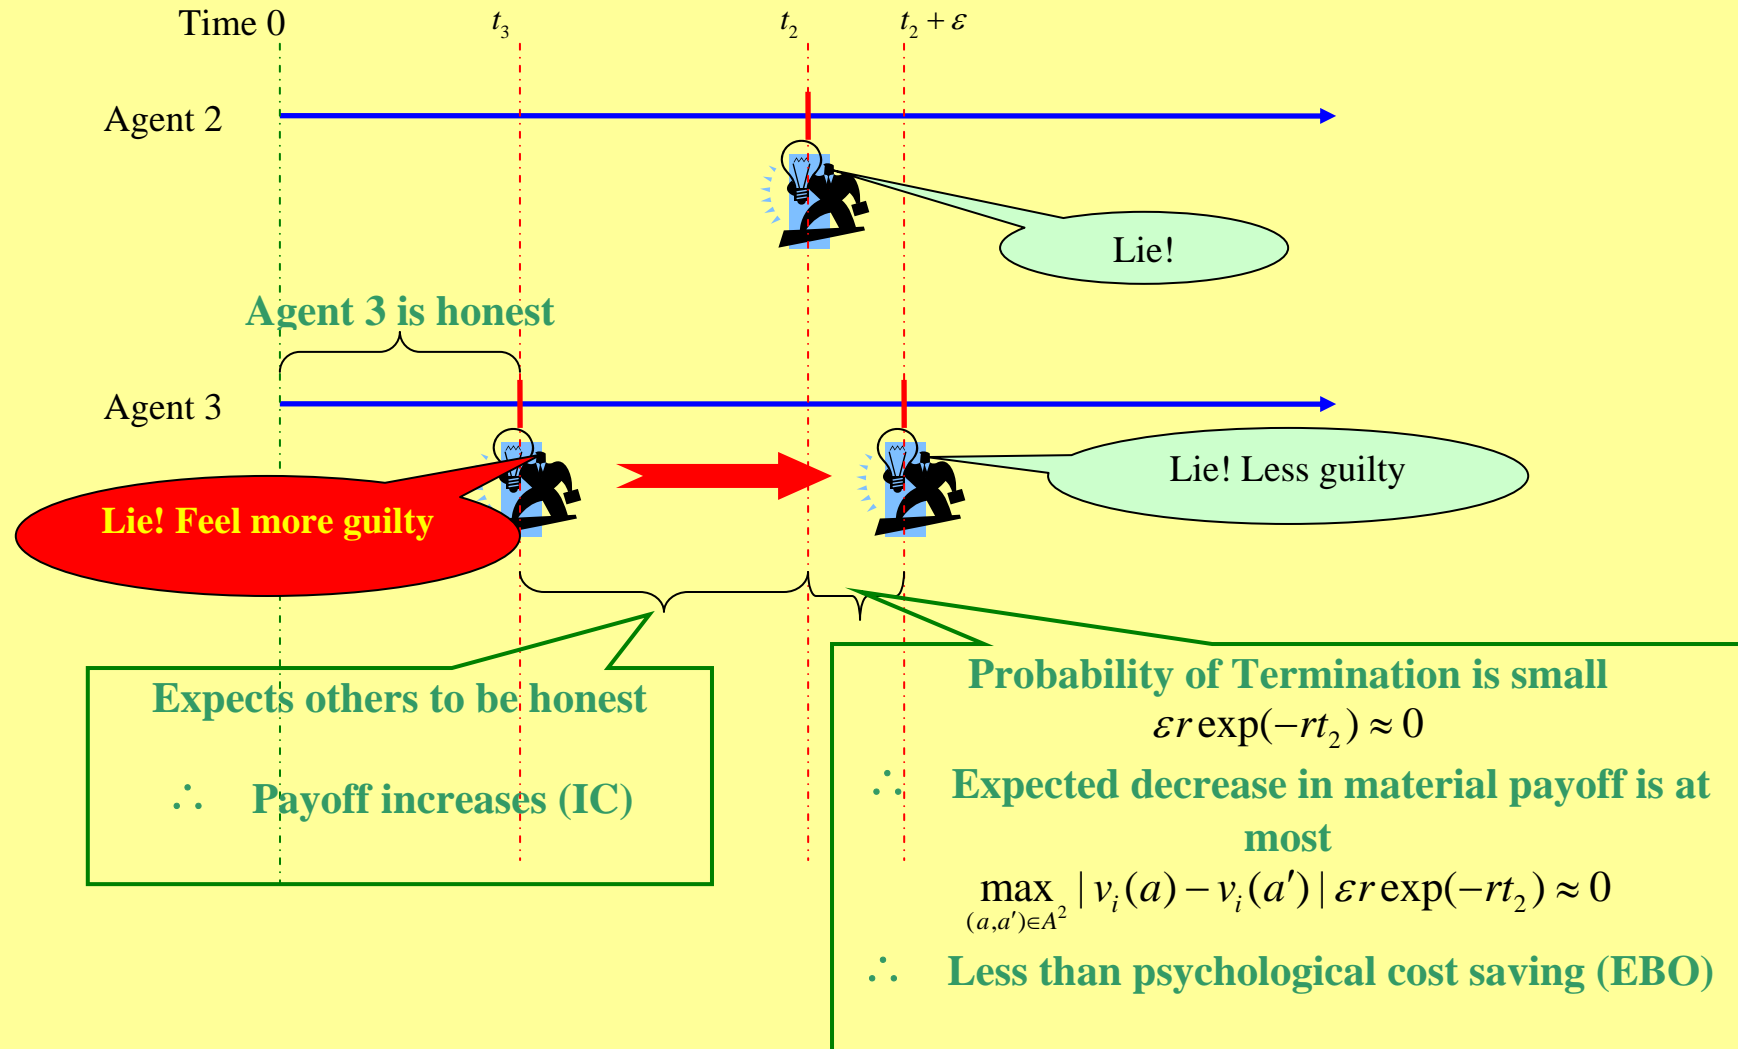 Time 0 t₃ t₂ t₂ + ε
Agent 2
Lie!
Agent 3 is honest
Agent 3
Lie! Feel more guilty
Lie! Less guilty
Expects others to be honest
∴ Payoff increases (IC)
Probability of Termination is small
εr exp(−rt₂) ≈ 0
∴ Expected decrease in material payoff is at
most
max | vᵢ(a) − vᵢ(a′) | εr exp(−rt₂) ≈ 0
(a,a′)∈A²
∴ Less than psychological cost saving (EBO)